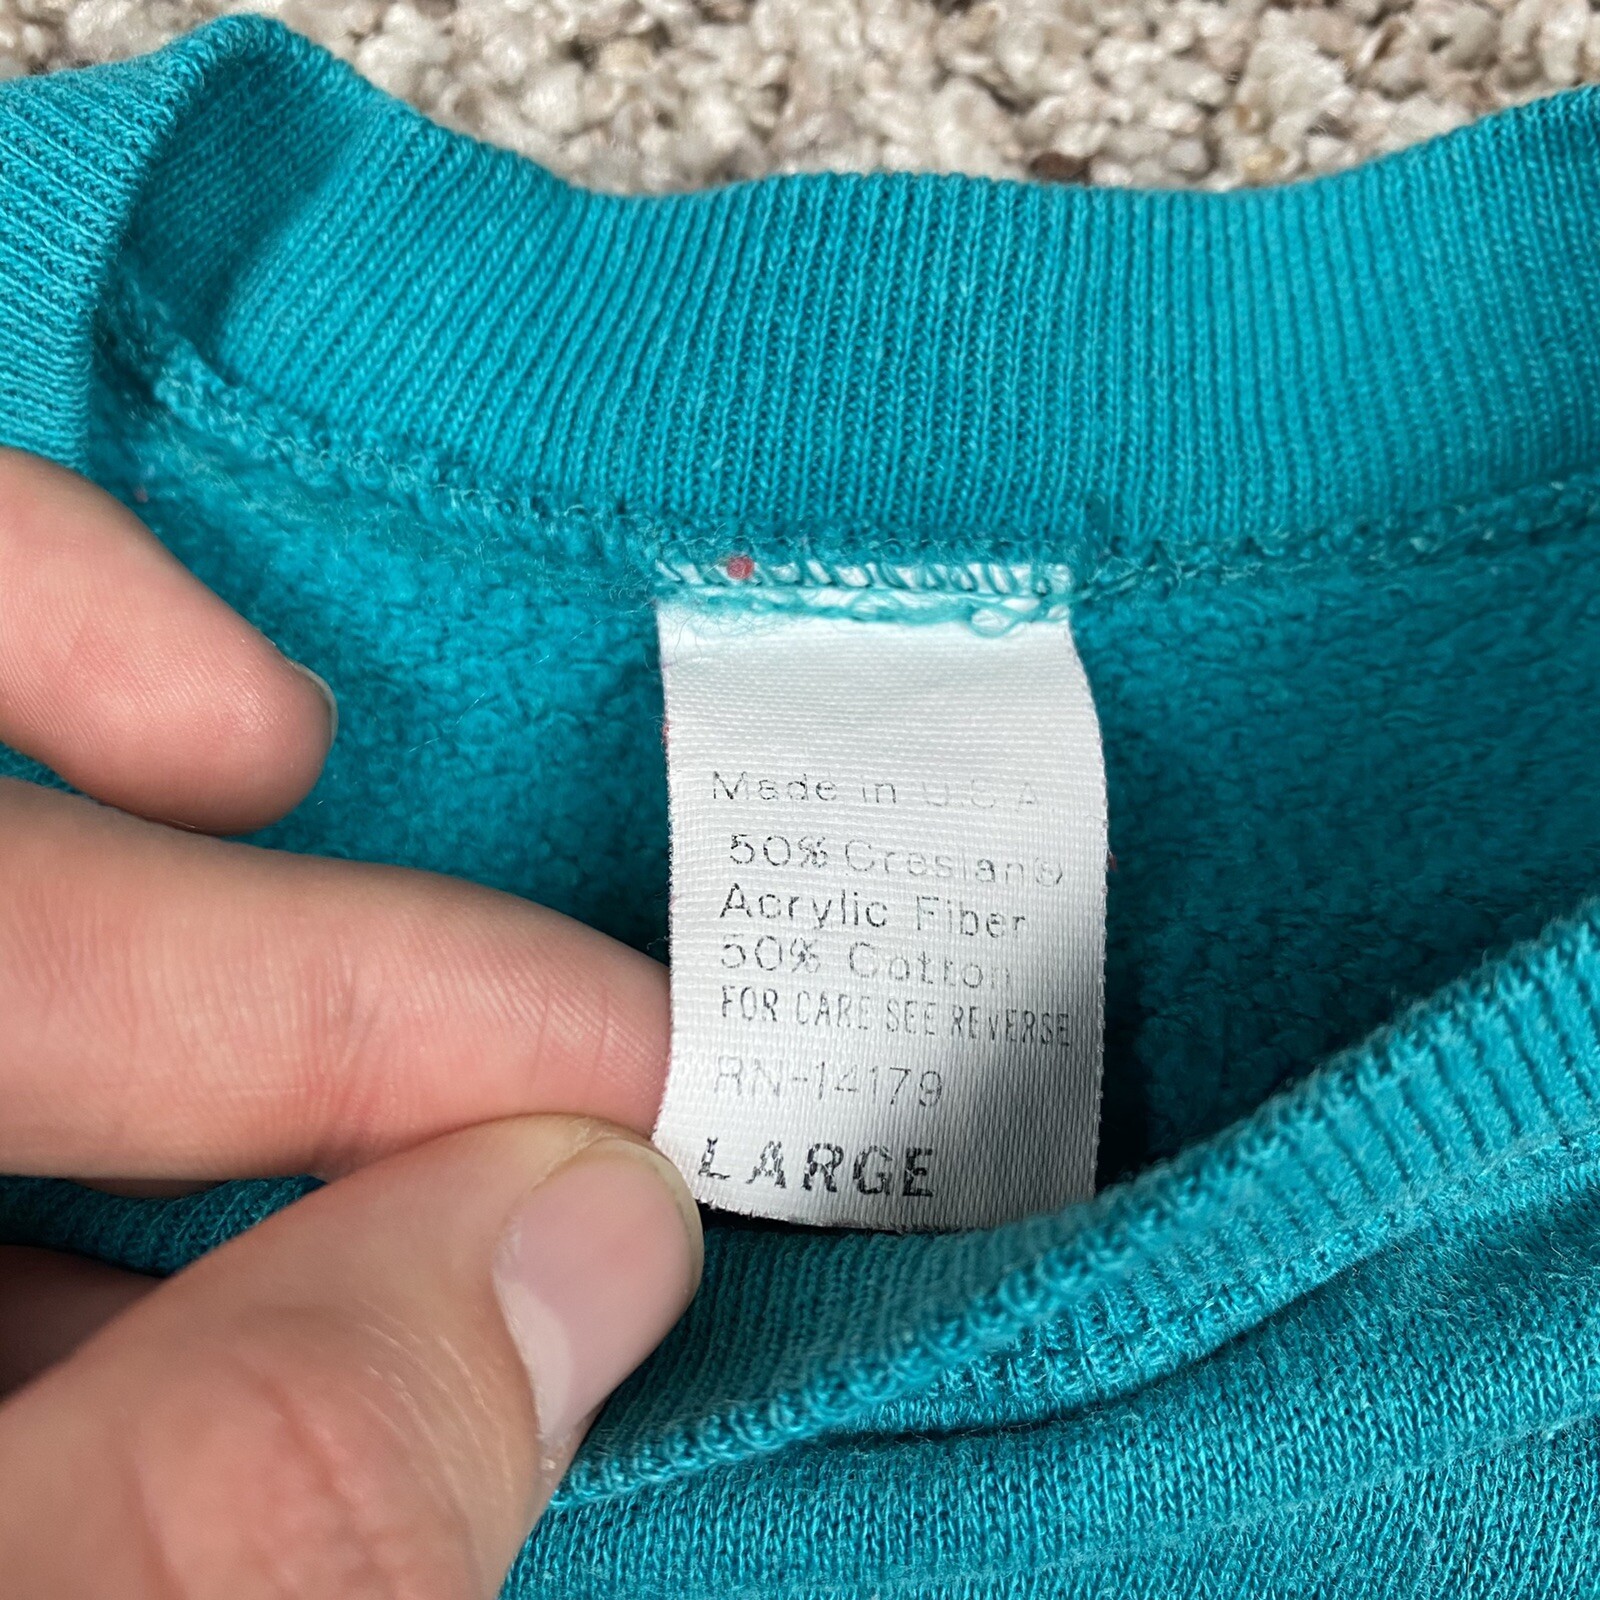 Made in U.S.A
50% Creslan®
Acrylic Fiber
50% Cotton
FOR CARE SEE REVERSE
RN-14179
LARGE